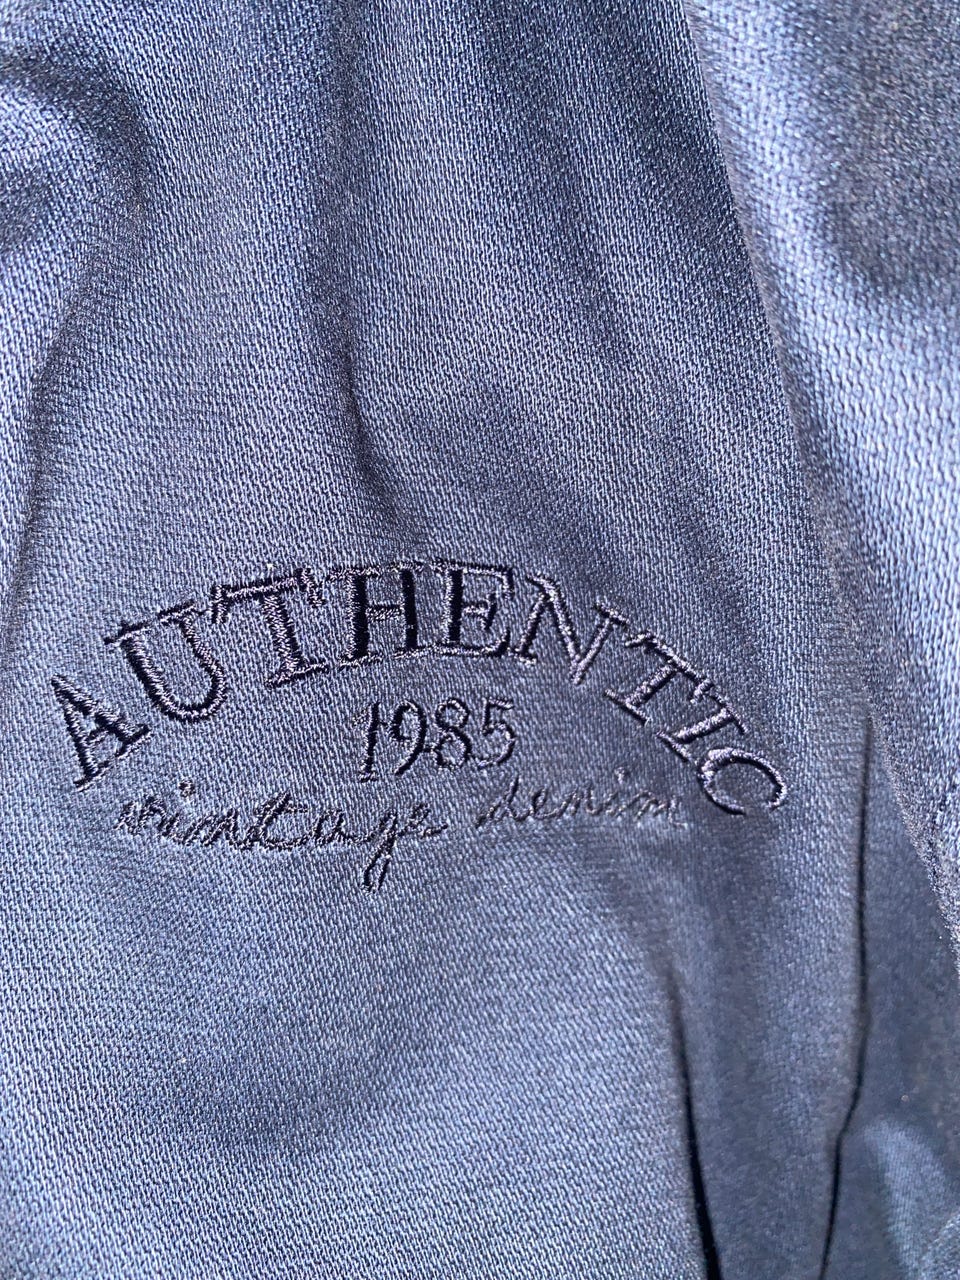 AUTHENTIC
1985
vintage denim